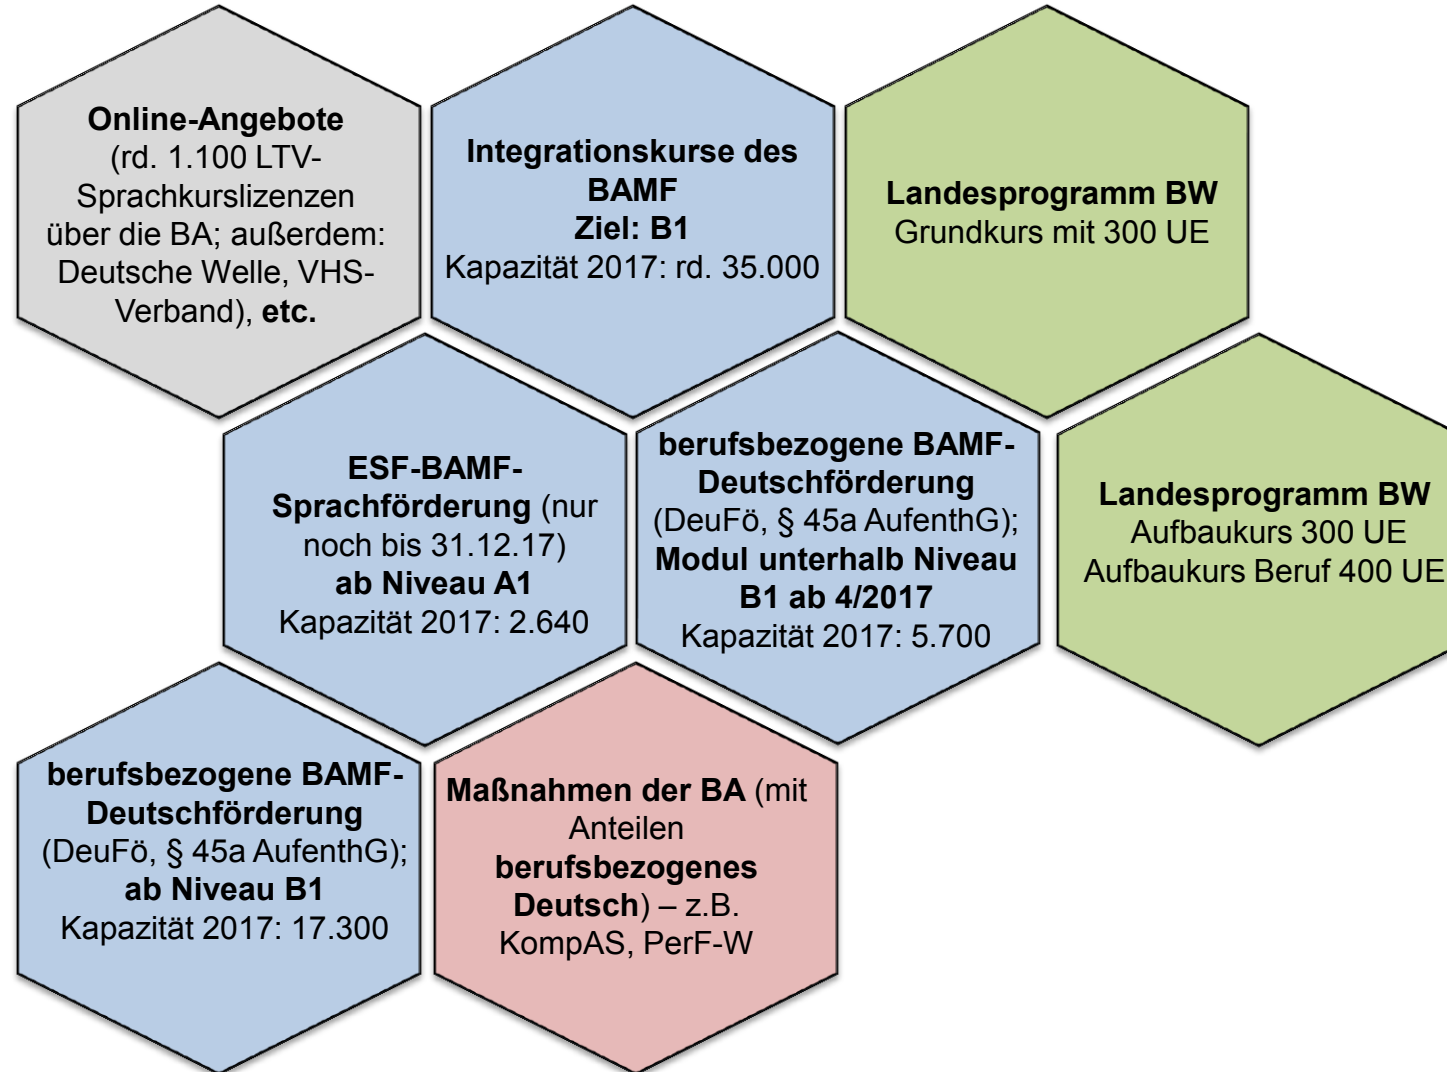 Online-Angebote
(rd. 1.100 LTV-
Sprachkurslizenzen
über die BA; außerdem:
Deutsche Welle, VHS-
Verband), etc.
Integrationskurse des
BAMF
Ziel: B1
Kapazität 2017: rd. 35.000
Landesprogramm BW
Grundkurs mit 300 UE
ESF-BAMF-
Sprachförderung (nur
noch bis 31.12.17)
ab Niveau A1
Kapazität 2017: 2.640
berufsbezogene BAMF-
Deutschförderung
(DeuFö, § 45a AufenthG);
Modul unterhalb Niveau
B1 ab 4/2017
Kapazität 2017: 5.700
Landesprogramm BW
Aufbaukurs 300 UE
Aufbaukurs Beruf 400 UE
berufsbezogene BAMF-
Deutschförderung
(DeuFö, § 45a AufenthG);
ab Niveau B1
Kapazität 2017: 17.300
Maßnahmen der BA (mit
Anteilen
berufsbezogenes
Deutsch) – z.B.
KompAS, PerF-W